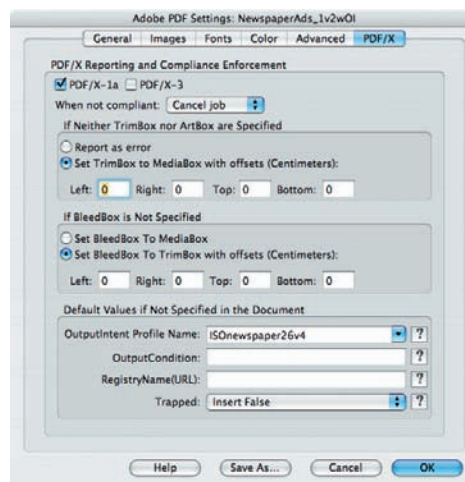 Adobe PDF Settings: NewspaperAds_1v2wOI
General Images Fonts Color Advanced PDF/X
PDF/X Reporting and Compliance Enforcement
PDF/X-1a PDF/X-3
When not compliant: Cancel job
If Neither TrimBox nor ArtBox are Specified
Report as error
Set TrimBox to MediaBox with offsets (Centimeters):
Left: 0 Right: 0 Top: 0 Bottom: 0
If BleedBox is Not Specified
Set BleedBox To MediaBox
Set BleedBox To TrimBox with offsets (Centimeters):
Left: 0 Right: 0 Top: 0 Bottom: 0
Default Values if Not Specified in the Document
OutputIntent Profile Name: ISOnewspaper26v4 ?
OutputCondition: ?
RegistryName(URL): ?
Trapped: Insert False ?
Help Save As... Cancel OK